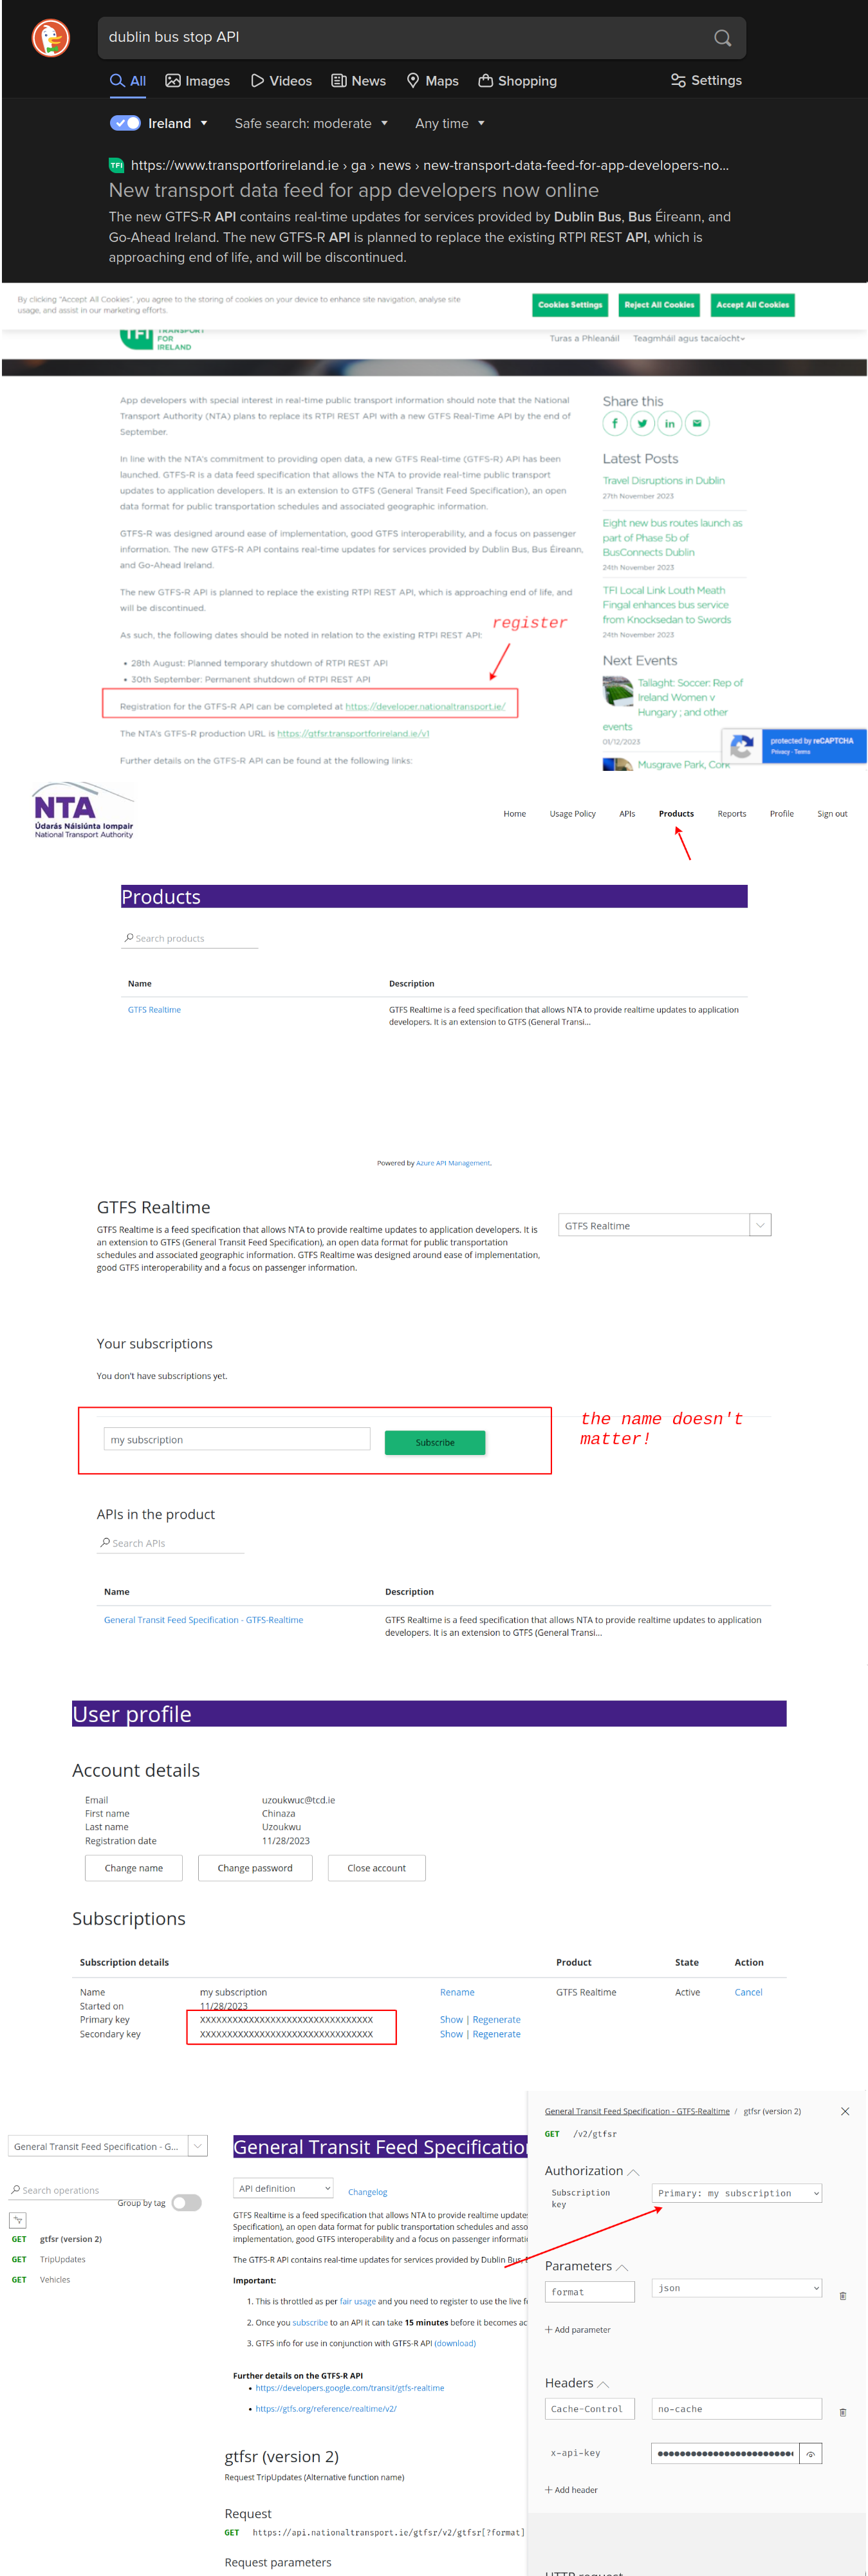 dublin bus stop API
All Images Videos News Maps Shopping Settings
Ireland Safe search: moderate Any time
TFI https://www.transportforireland.ie › ga › news › new-transport-data-feed-for-app-developers-no...
New transport data feed for app developers now online
The new GTFS-R API contains real-time updates for services provided by Dublin Bus, Bus Éireann, and
Go-Ahead Ireland. The new GTFS-R API is planned to replace the existing RTPI REST API, which is
approaching end of life, and will be discontinued.
By clicking "Accept All Cookies", you agree to the storing of cookies on your device to enhance site navigation, analyse site
usage, and assist in our marketing efforts.
Cookies Settings Reject All Cookies Accept All Cookies
TFI TRANSPORT
FOR
IRELAND
Turas a Phleanáil Teagmháil agus tacaíocht
App developers with special interest in real-time public transport information should note that the National
Transport Authority (NTA) plans to replace its RTPI REST API with a new GTFS Real-Time API by the end of
September.
In line with the NTA's commitment to providing open data, a new GTFS Real-time (GTFS-R) API has been
launched. GTFS-R is a data feed specification that allows the NTA to provide real-time public transport
updates to application developers. It is an extension to GTFS (General Transit Feed Specification), an open
data format for public transportation schedules and associated geographic information.
GTFS-R was designed around ease of implementation, good GTFS interoperability, and a focus on passenger
information. The new GTFS-R API contains real-time updates for services provided by Dublin Bus, Bus Éireann,
and Go-Ahead Ireland.
The new GTFS-R API is planned to replace the existing RTPI REST API, which is approaching end of life, and
will be discontinued.
As such, the following dates should be noted in relation to the existing RTPI REST API:
• 28th August: Planned temporary shutdown of RTPI REST API
• 30th September: Permanent shutdown of RTPI REST API
register
Registration for the GTFS-R API can be completed at https://developer.nationaltransport.ie/
The NTA's GTFS-R production URL is https://gtfsr.transportforireland.ie/v1
Further details on the GTFS-R API can be found at the following links:
Share this
Latest Posts
Travel Disruptions in Dublin
27th November 2023
Eight new bus routes launch as
part of Phase 5b of
BusConnects Dublin
24th November 2023
TFI Local Link Louth Meath
Fingal enhances bus service
from Knocksedan to Swords
24th November 2023
Next Events
Tallaght: Soccer: Rep of
Ireland Women v
Hungary ; and other
events
01/12/2023
Musgrave Park, Cork
protected by reCAPTCHA
Privacy - Terms
NTA
Údarás Náisiúnta Iompair
National Transport Authority
Home Usage Policy APIs Products Reports Profile Sign out
Products
Search products
Name Description
GTFS Realtime GTFS Realtime is a feed specification that allows NTA to provide realtime updates to application
developers. It is an extension to GTFS (General Transi...
Powered by Azure API Management.
GTFS Realtime
GTFS Realtime is a feed specification that allows NTA to provide realtime updates to application developers. It is
an extension to GTFS (General Transit Feed Specification), an open data format for public transportation
schedules and associated geographic information. GTFS Realtime was designed around ease of implementation,
good GTFS interoperability and a focus on passenger information.
GTFS Realtime
Your subscriptions
You don't have subscriptions yet.
my subscription Subscribe
the name doesn't
matter!
APIs in the product
Search APIs
Name Description
General Transit Feed Specification - GTFS-Realtime GTFS Realtime is a feed specification that allows NTA to provide realtime updates to application
developers. It is an extension to GTFS (General Transi...
User profile
Account details
Email uzoukwuc@tcd.ie
First name Chinaza
Last name Uzoukwu
Registration date 11/28/2023
Change name Change password Close account
Subscriptions
Subscription details Product State Action
Name my subscription Rename GTFS Realtime Active Cancel
Started on 11/28/2023
Primary key XXXXXXXXXXXXXXXXXXXXXXXXXXXXXXXX Show | Regenerate
Secondary key XXXXXXXXXXXXXXXXXXXXXXXXXXXXXXXX Show | Regenerate
General Transit Feed Specification - G...
Search operations
Group by tag
GET gtfsr (version 2)
GET TripUpdates
GET Vehicles
General Transit Feed Specification
API definition Changelog
GTFS Realtime is a feed specification that allows NTA to provide realtime updates
Specification), an open data format for public transportation schedules and asso
implementation, good GTFS interoperability and a focus on passenger informatio
The GTFS-R API contains real-time updates for services provided by Dublin Bus,
Important:
1. This is throttled as per fair usage and you need to register to use the live f
2. Once you subscribe to an API it can take 15 minutes before it becomes ac
3. GTFS info for use in conjunction with GTFS-R API (download)
Further details on the GTFS-R API
• https://developers.google.com/transit/gtfs-realtime
• https://gtfs.org/reference/realtime/v2/
gtfsr (version 2)
Request TripUpdates (Alternative function name)
Request
GET https://api.nationaltransport.ie/gtfsr/v2/gtfsr[?format]
Request parameters
General Transit Feed Specification - GTFS-Realtime / gtfsr (version 2)
GET /v2/gtfsr
Authorization
Subscription
key
Primary: my subscription
Parameters
format json
+ Add parameter
Headers
Cache-Control no-cache
x-api-key
+ Add header
HTTP request